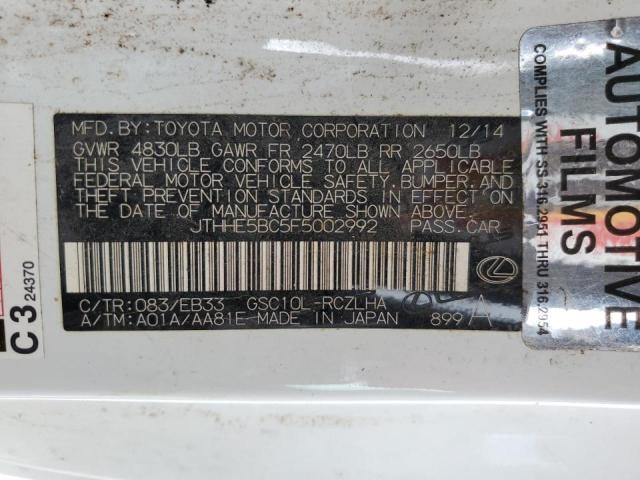 MFD.BY:TOYOTA MOTOR CORPORATION 12/14
GVWR 4830LB GAWR FR 2470LB RR 2650LB
THIS VEHICLE CONFORMS TO ALL APPLICABLE
FEDERAL MOTOR VEHICLE SAFETY,BUMPER,AND
THEFT PREVENTION STANDARDS IN EFFECT ON
THE DATE OF MANUFACTURE SHOWN ABOVE.
JTHHE5BC5F5002992 PASS.CAR
C/TR:083/EB33 GSC10L-RCZLHA
A/TM:A01A/AA81E-MADE IN JAPAN 899 A
C3 24370
AUTOMOTIVE
FILMS
COMPLIES WITH SS 316.2951 THRU 316.2954